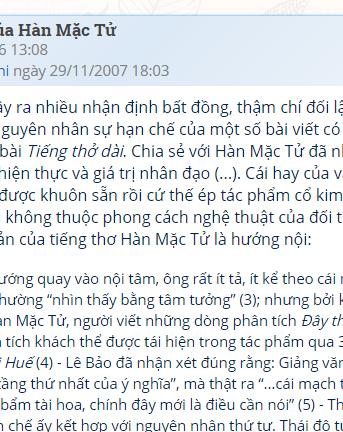 ủa Hàn Mặc Tử
6 13:08
ni ngày 29/11/2007 18:03
ây ra nhiều nhận định bất đồng, thậm chí đối lậ
guyên nhân sự hạn chế của một số bài viết có
bài Tiếng thở dài. Chia sẻ với Hàn Mặc Tử đã nl
hiện thực và giá trị nhân đạo (...). Cái hay của vă
được khuôn sẵn rồi cứ thế ép tác phẩm cổ kim
không thuộc phong cách nghệ thuật của đối t
ản của tiếng thơ Hàn Mặc Tử là hướng nội:
ướng quay vào nội tâm, ông rất ít tả, ít kể theo cái r
hường “nhìn thấy bằng tâm tưởng” (3); nhưng bởi k
àn Mặc Tử, người viết những dòng phân tích Đây th
n tích khách thể được tái hiện trong tác phẩm qua 3
i Huế (4) - Lê Bảo đã nhận xét đúng rằng: Giảng văn
tầng thứ nhất của ý nghĩa”, mà thật ra “...cái mạch t
bẩm tài hoa, chính đây mới là điều cần nói” (5) - Th
n chế ấy kết hợp với nguyên nhân thứ tư. Thái độ tu